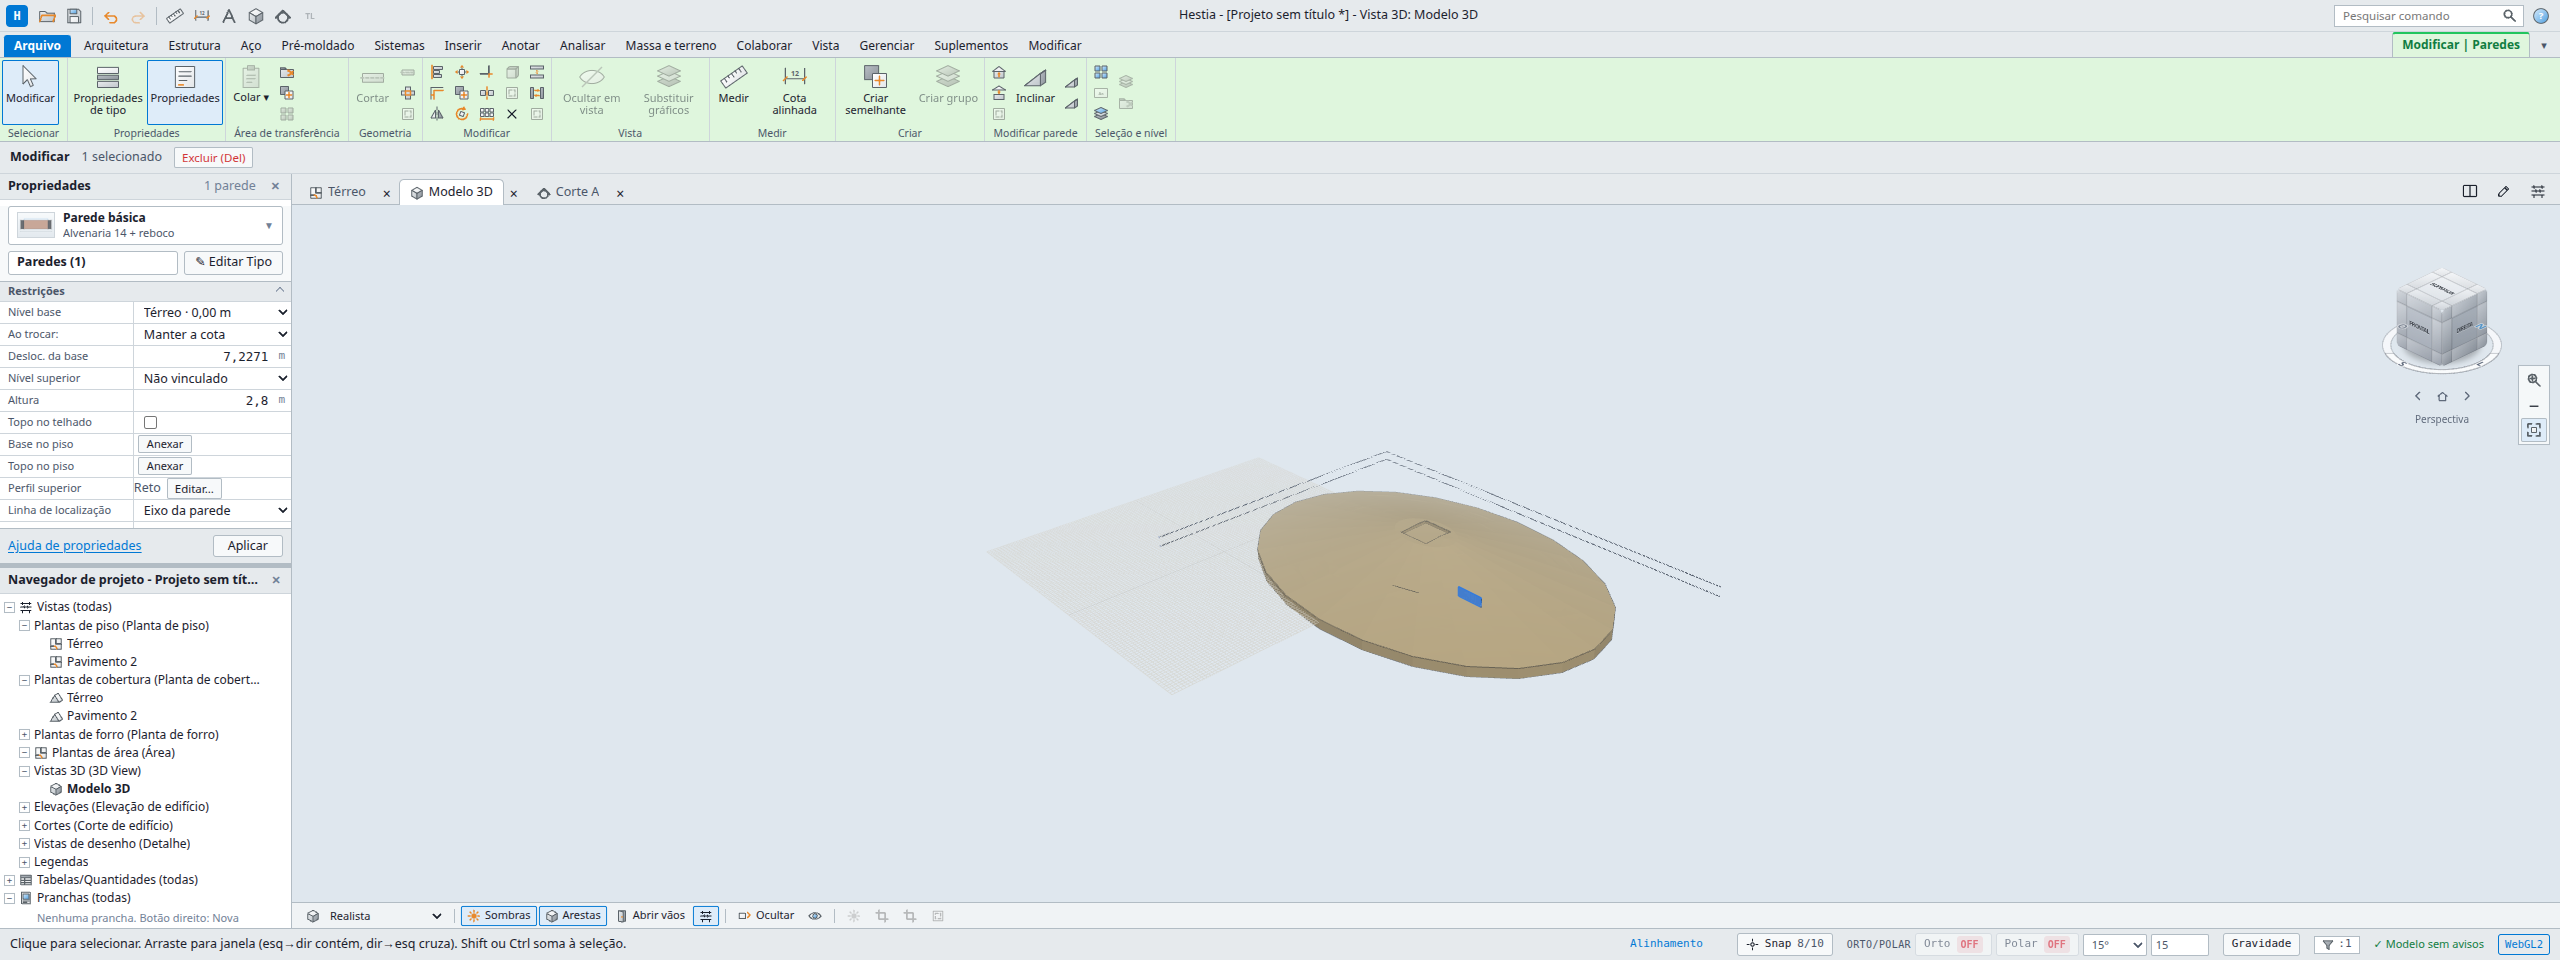 H
TL
Hestia - [Projeto sem título *] - Vista 3D: Modelo 3D
Pesquisar comando
?
Arquivo Arquitetura Estrutura Aço Pré-moldado Sistemas Inserir Anotar Analisar Massa e terreno Colaborar Vista Gerenciar Suplementos Modificar
Modificar | Paredes
Modificar
Propriedades de tipo
Propriedades
Colar ▾
Cortar
Ocultar em vista
Substituir gráficos
Medir
Cota alinhada
Criar semelhante
Criar grupo
Inclinar
Selecionar Propriedades Área de transferência Geometria Modificar Vista Medir Criar Modificar parede Seleção e nível
Modificar 1 selecionado Excluir (Del)
Propriedades 1 parede ×
Parede básica
Alvenaria 14 + reboco
Paredes (1) ✎ Editar Tipo
Restrições
Nível base Térreo · 0,00 m
Ao trocar: Manter a cota
Desloc. da base 7,2271 m
Nível superior Não vinculado
Altura 2,8 m
Topo no telhado
Base no piso Anexar
Topo no piso Anexar
Perfil superior Reto Editar...
Linha de localização Eixo da parede
Ajuda de propriedades Aplicar
Navegador de projeto - Projeto sem tít... ×
Vistas (todas)
Plantas de piso (Planta de piso)
Térreo
Pavimento 2
Plantas de cobertura (Planta de cobert...
Térreo
Pavimento 2
Plantas de forro (Planta de forro)
Plantas de área (Área)
Vistas 3D (3D View)
Modelo 3D
Elevações (Elevação de edifício)
Cortes (Corte de edifício)
Vistas de desenho (Detalhe)
Legendas
Tabelas/Quantidades (todas)
Pranchas (todas)
Nenhuma prancha. Botão direito: Nova
Térreo × Modelo 3D × Corte A ×
SUPERIOR
FRONTAL
DIREITA
Perspectiva
Realista Sombras Arestas Abrir vãos Ocultar
Clique para selecionar. Arraste para janela (esq→dir contém, dir→esq cruza). Shift ou Ctrl soma à seleção.
Alinhamento Snap 8/10 ORTO/POLAR Orto OFF Polar OFF 15° 15 Gravidade :1 ✓ Modelo sem avisos WebGL2